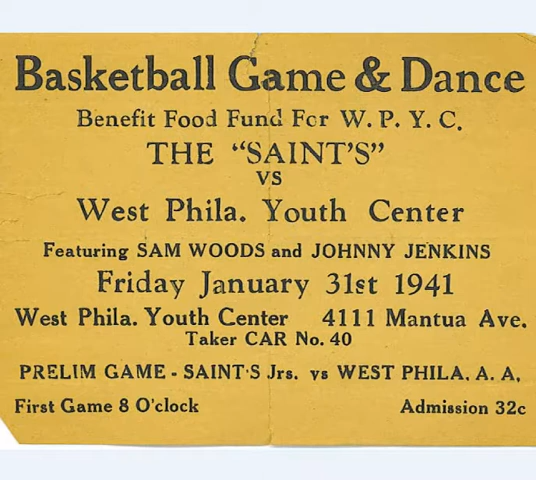 Basketball Game & Dance
Benefit Food Fund For W. P. Y. C.
THE "SAINT'S"
VS
West Phila. Youth Center
Featuring SAM WOODS and JOHNNY JENKINS
Friday January 31st 1941
West Phila. Youth Center 4111 Mantua Ave.
Taker CAR No. 40
PRELIM GAME - SAINT'S Jrs. vs WEST PHILA. A. A.
First Game 8 O'clock Admission 32c